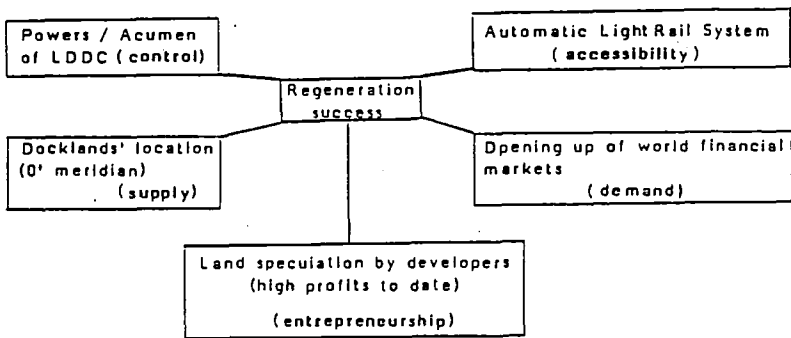 Powers / Acumen
of LDDC (control)
Automatic Light Rail System
(accessibility)
Regeneration
success
Docklands' location
(0' meridian)
(supply)
Opening up of world financial
markets
(demand)
Land speculation by developers
(high profits to date)
(entrepreneurship)